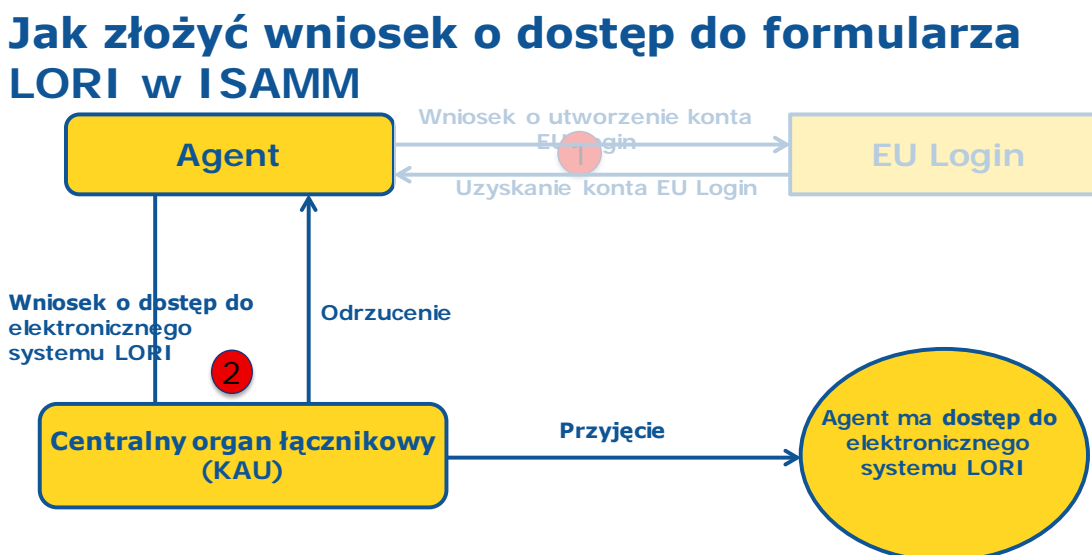 Jak złożyć wniosek o dostęp do formularza
LORI w ISAMM
Wniosek o utworzenie konta
EU Login
1
Uzyskanie konta EU Login
Agent
EU Login
Wniosek o dostęp do
elektronicznego
systemu LORI
Odrzucenie
2
Centralny organ łącznikowy
(KAU)
Przyjęcie
Agent ma dostęp do
elektronicznego
systemu LORI